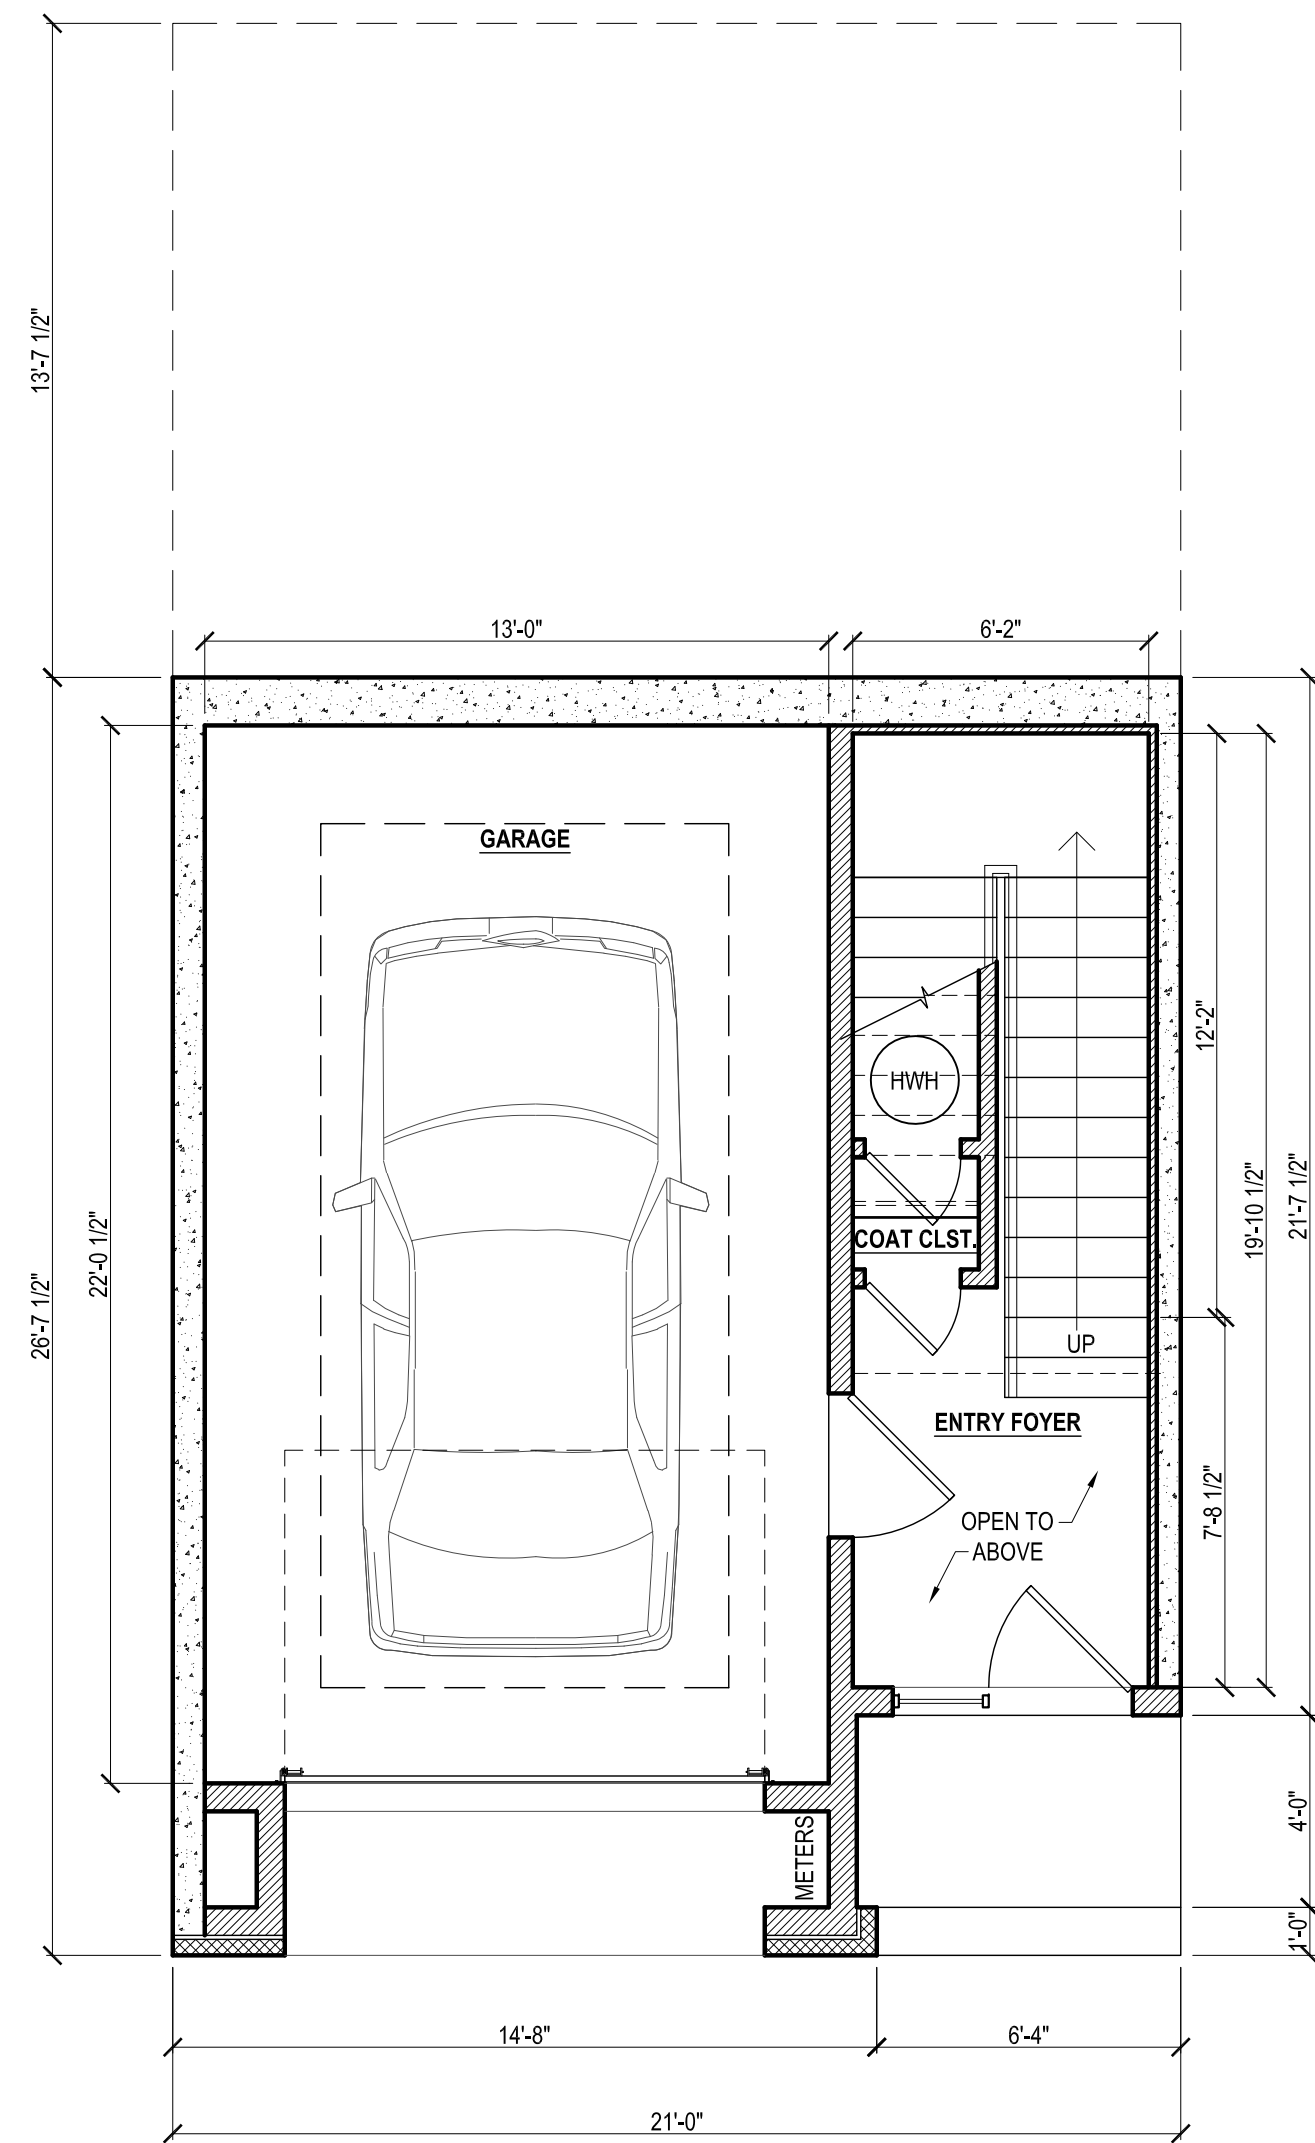 13'-7 1/2"
13'-0"
6'-2"
GARAGE
12'-2"
HWH
21'-7 1/2"
19'-10 1/2"
22'-0 1/2"
COAT CLST.
26'-7 1/2"
UP
ENTRY FOYER
7'-8 1/2"
OPEN TO
ABOVE
4'-0"
METERS
1'-0"
14'-8"
6'-4"
21'-0"